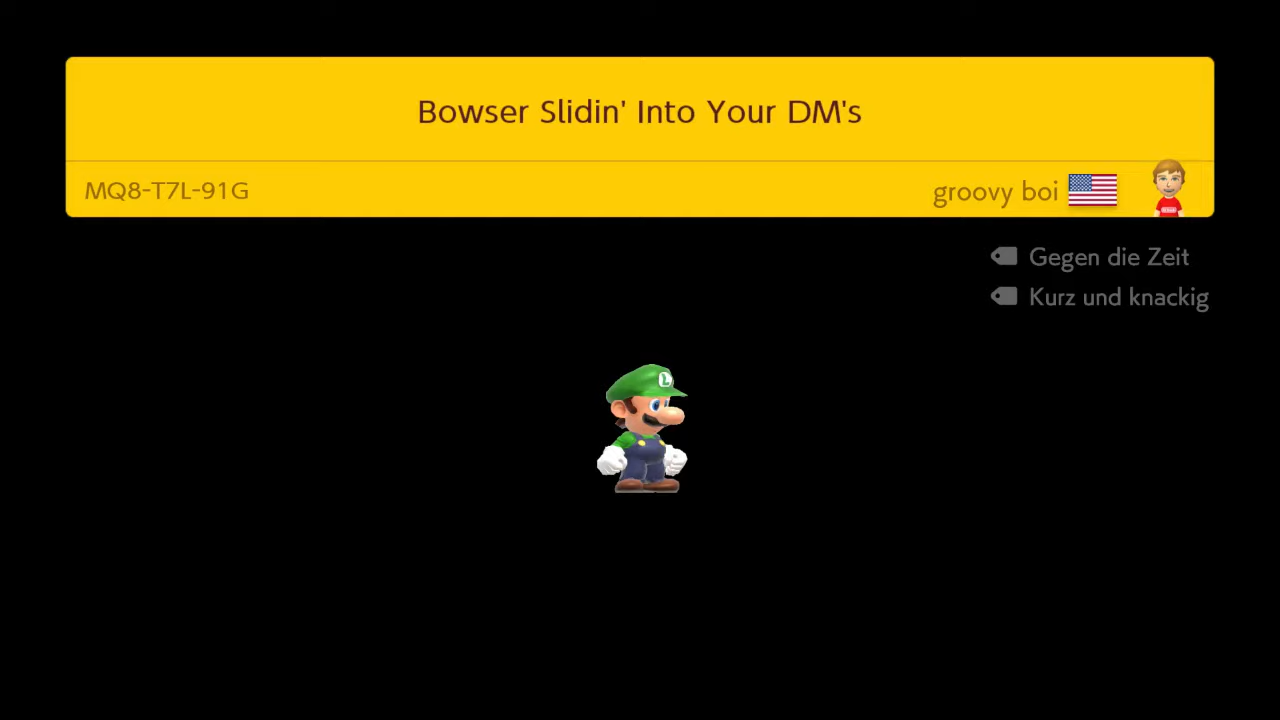 Bowser Slidin' Into Your DM's
MQ8-T7L-91G
groovy boi
Gegen die Zeit
Kurz und knackig
L